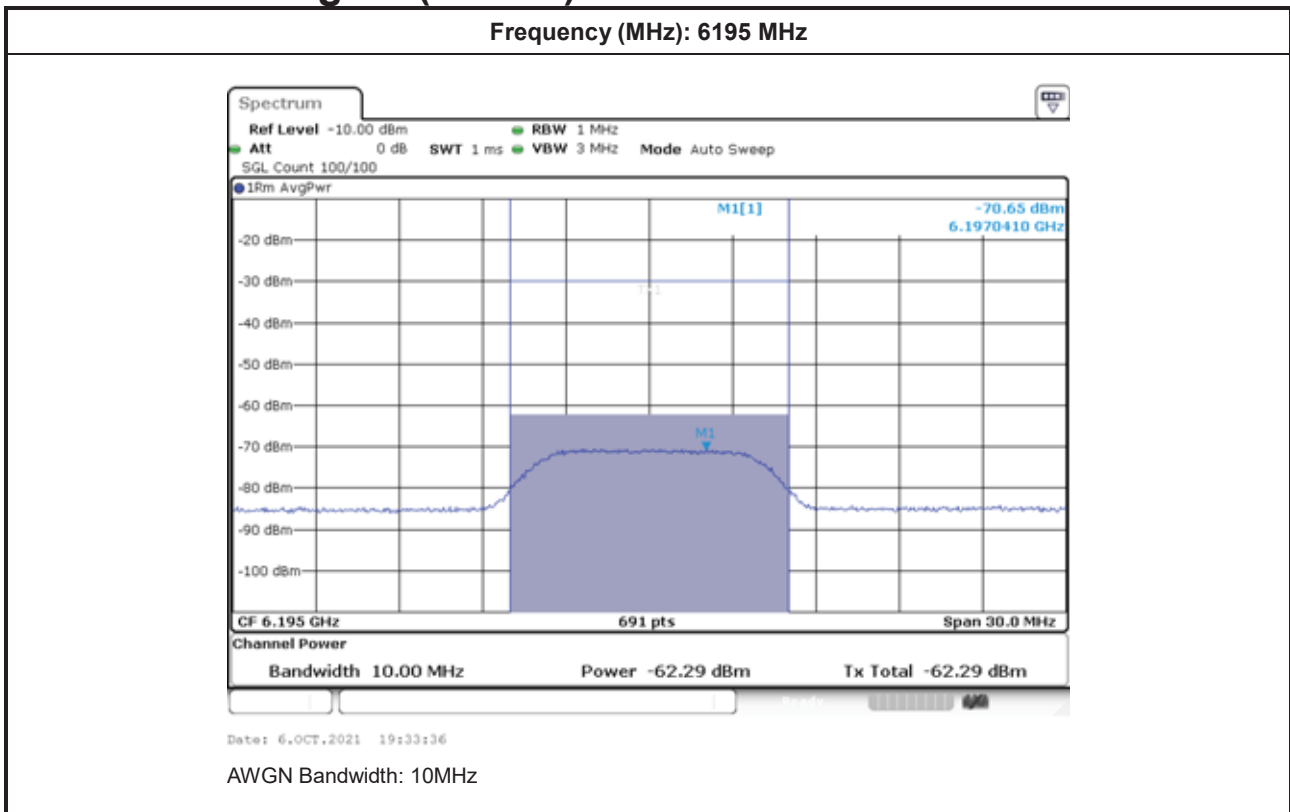 Frequency (MHz): 6195 MHz
Spectrum
Ref Level -10.00 dBm RBW 1 MHz
Att 0 dB SWT 1 ms VBW 3 MHz Mode Auto Sweep
SGL Count 100/100
1Rm AvgPwr
M1[1] -70.65 dBm
6.1970410 GHz
-20 dBm
-30 dBm
-40 dBm
-50 dBm
-60 dBm
M1
-70 dBm
-80 dBm
-90 dBm
-100 dBm
CF 6.195 GHz 691 pts Span 30.0 MHz
Channel Power
Bandwidth 10.00 MHz Power -62.29 dBm Tx Total -62.29 dBm
Date: 6.OCT.2021 19:33:36
AWGN Bandwidth: 10MHz